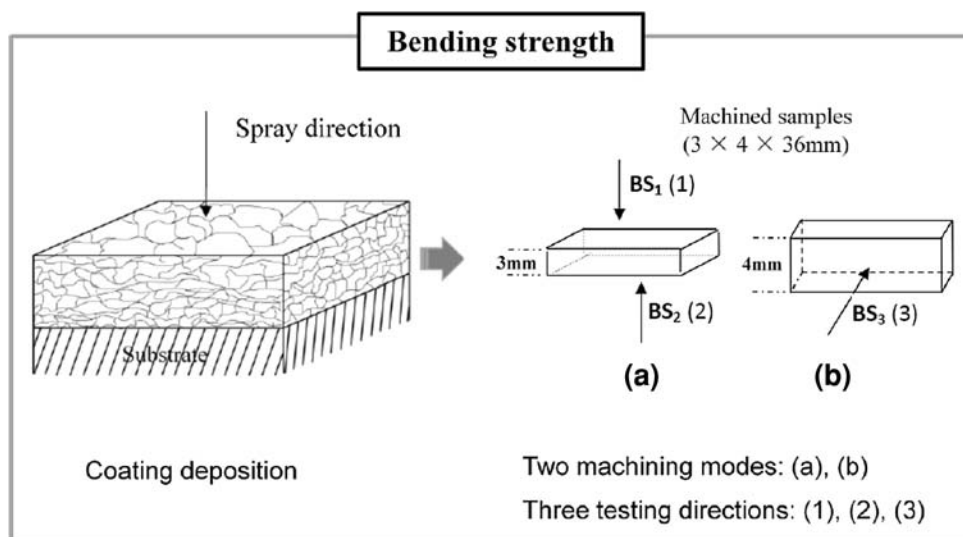 Bending strength
Spray direction
Substrate
Coating deposition
Machined samples
(3 × 4 × 36mm)
BS₁ (1)
3mm
BS₂ (2)
(a)
4mm
BS₃ (3)
(b)
Two machining modes: (a), (b)
Three testing directions: (1), (2), (3)